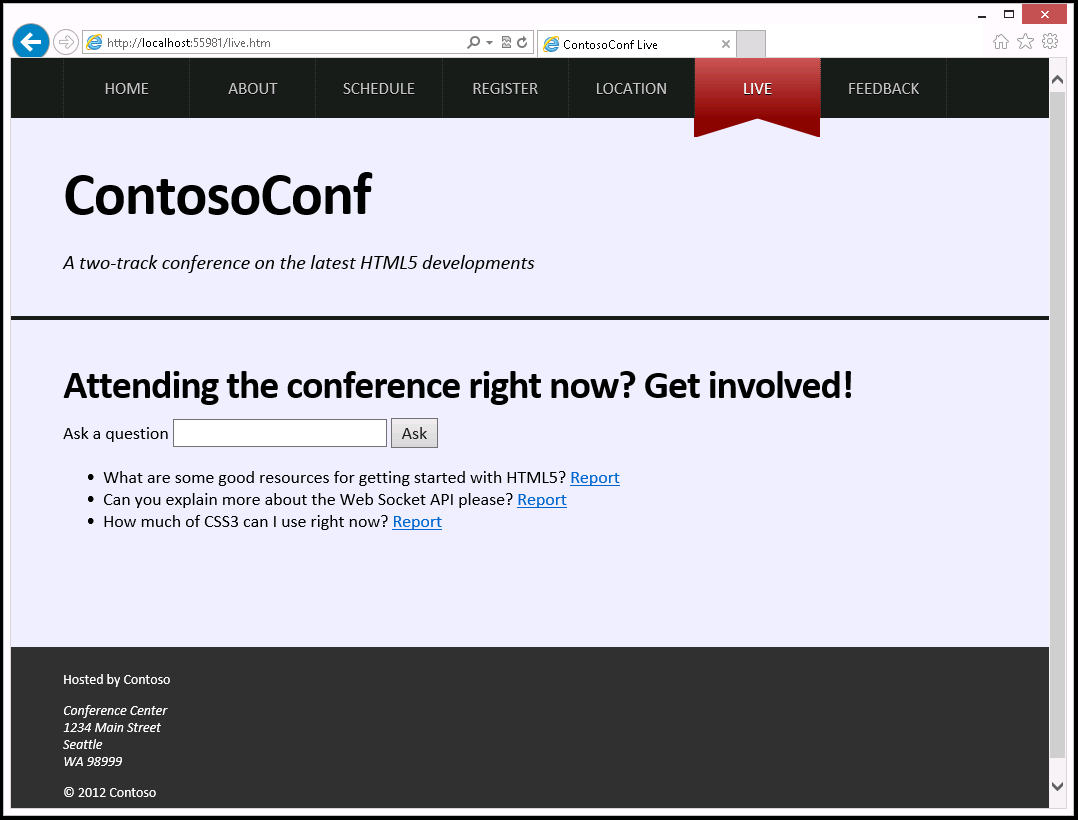 http://localhost:55981/live.htm
ContosoConf Live
HOME ABOUT SCHEDULE REGISTER LOCATION LIVE FEEDBACK
ContosoConf
A two-track conference on the latest HTML5 developments
Attending the conference right now? Get involved!
Ask a question Ask
• What are some good resources for getting started with HTML5? Report
• Can you explain more about the Web Socket API please? Report
• How much of CSS3 can I use right now? Report
Hosted by Contoso
Conference Center
1234 Main Street
Seattle
WA 98999
© 2012 Contoso